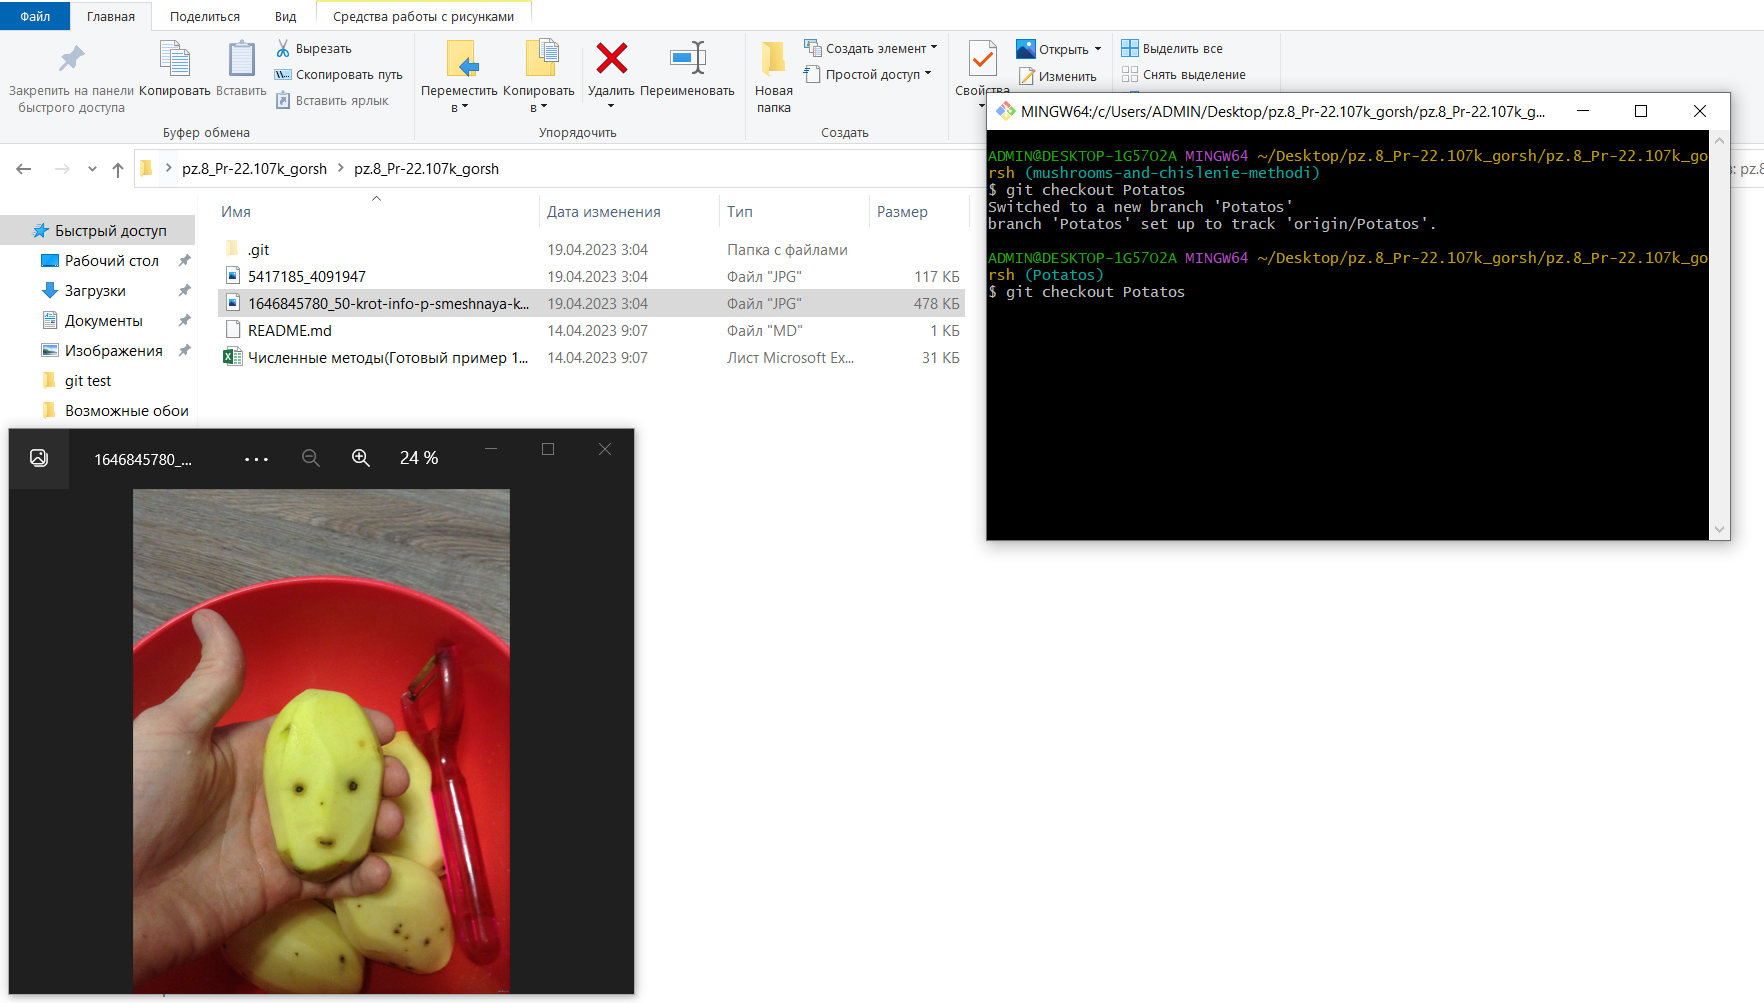 Файл Главная Поделиться Вид Средства работы с рисунками
Закрепить на панели быстрого доступа
Копировать
Вставить
Вырезать
Скопировать путь
Вставить ярлык
Буфер обмена
Переместить в
Копировать в
Удалить
Переименовать
Упорядочить
Новая папка
Создать элемент
Простой доступ
Создать
Свойства
Открыть
Изменить
Выделить все
Снять выделение
pz.8_Pr-22.107k_gorsh pz.8_Pr-22.107k_gorsh
Быстрый доступ
Рабочий стол
Загрузки
Документы
Изображения
git test
Возможные обои
Имя Дата изменения Тип Размер
.git 19.04.2023 3:04 Папка с файлами
5417185_4091947 19.04.2023 3:04 Файл "JPG" 117 КБ
1646845780_50-krot-info-p-smeshnaya-k... 19.04.2023 3:04 Файл "JPG" 478 КБ
README.md 14.04.2023 9:07 Файл "MD" 1 КБ
Численные методы(Готовый пример 1... 14.04.2023 9:07 Лист Microsoft Ex... 31 КБ
MINGW64:/c/Users/ADMIN/Desktop/pz.8_Pr-22.107k_gorsh/pz.8_Pr-22.107k_g...
ADMIN@DESKTOP-1G57O2A MINGW64 ~/Desktop/pz.8_Pr-22.107k_gorsh/pz.8_Pr-22.107k_go
rsh (mushrooms-and-chislenie-methodi)
$ git checkout Potatos
Switched to a new branch 'Potatos'
branch 'Potatos' set up to track 'origin/Potatos'.
ADMIN@DESKTOP-1G57O2A MINGW64 ~/Desktop/pz.8_Pr-22.107k_gorsh/pz.8_Pr-22.107k_go
rsh (Potatos)
$ git checkout Potatos
1646845780_... ... 24 %